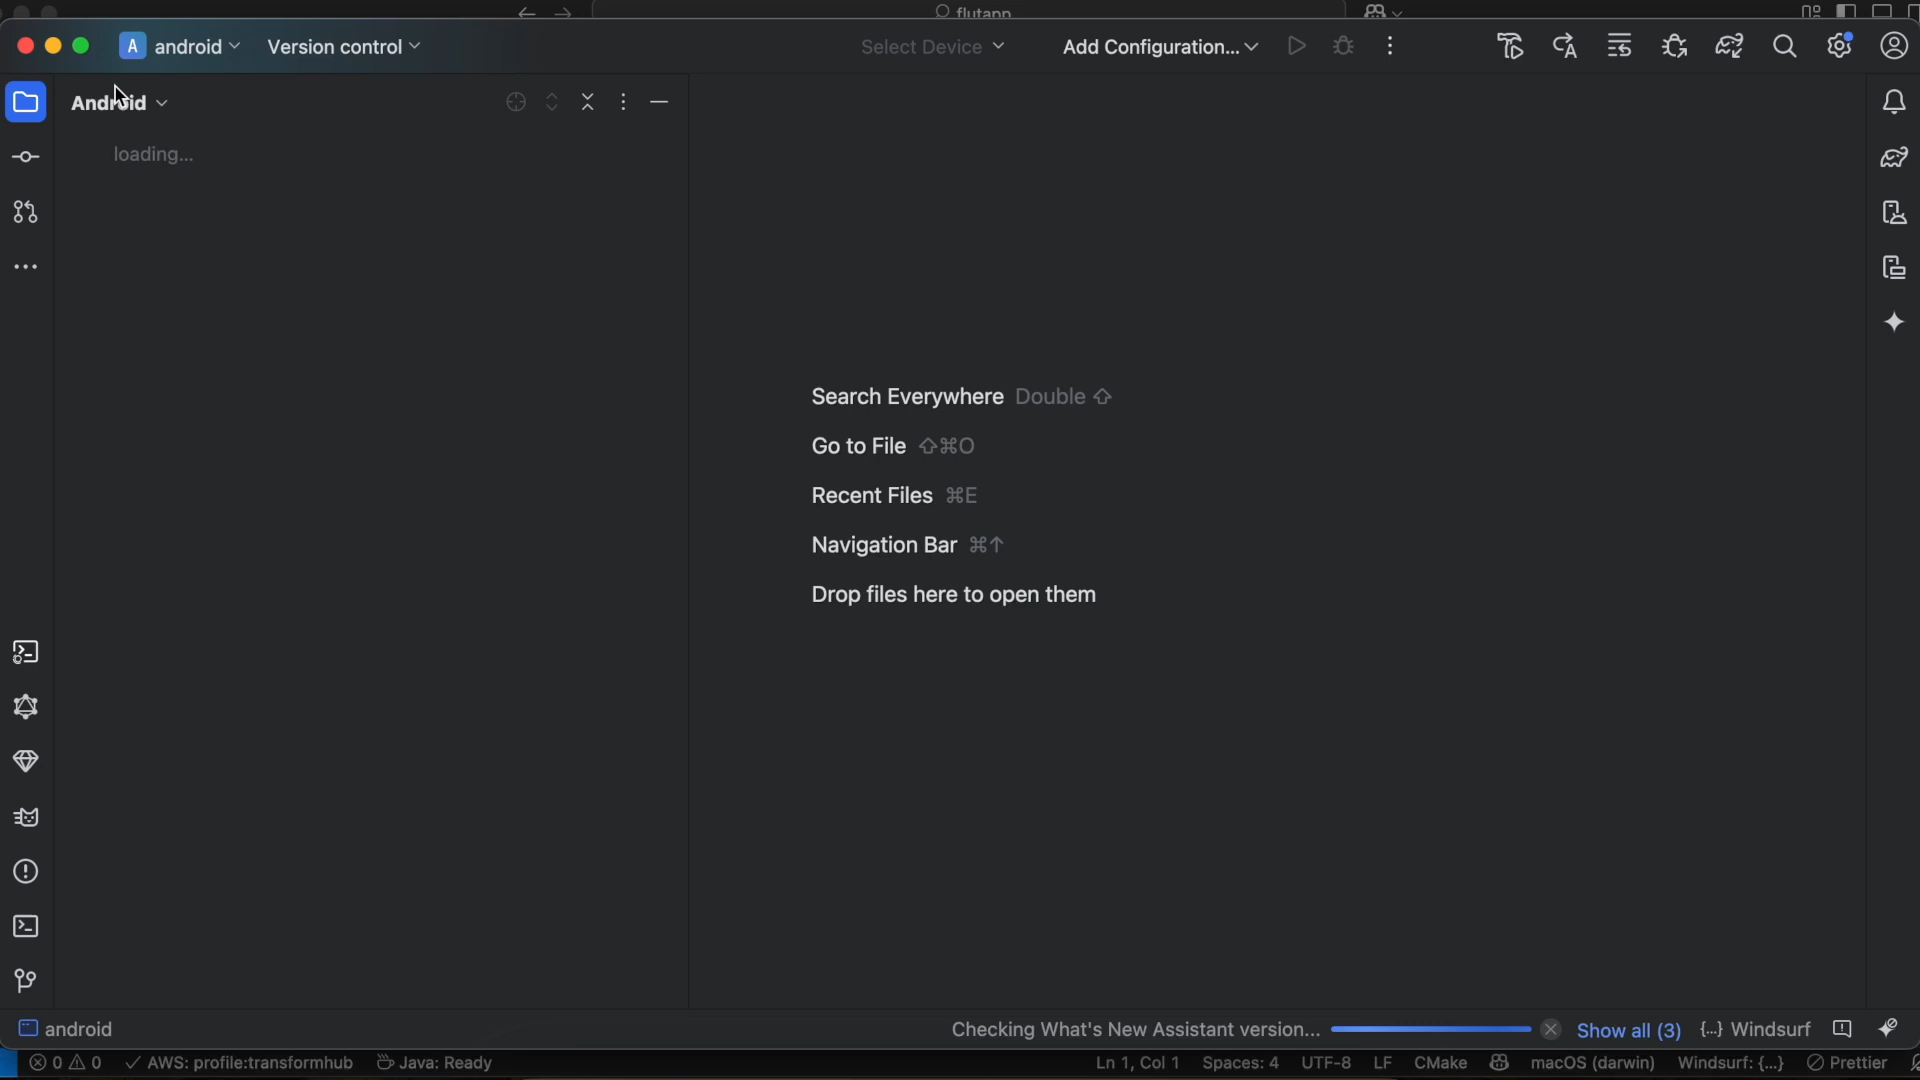 flutapp
A android Version control
Select Device
Add Configuration...
Android
loading...
Search Everywhere Double ⇧
Go to File ⇧⌘O
Recent Files ⌘E
Navigation Bar ⌘↑
Drop files here to open them
android
Checking What's New Assistant version...
Show all (3)
{...} Windsurf
0 0 AWS: profile:transformhub Java: Ready
Ln 1, Col 1 Spaces: 4 UTF-8 LF CMake macOS (darwin) Windsurf: {...} Prettier